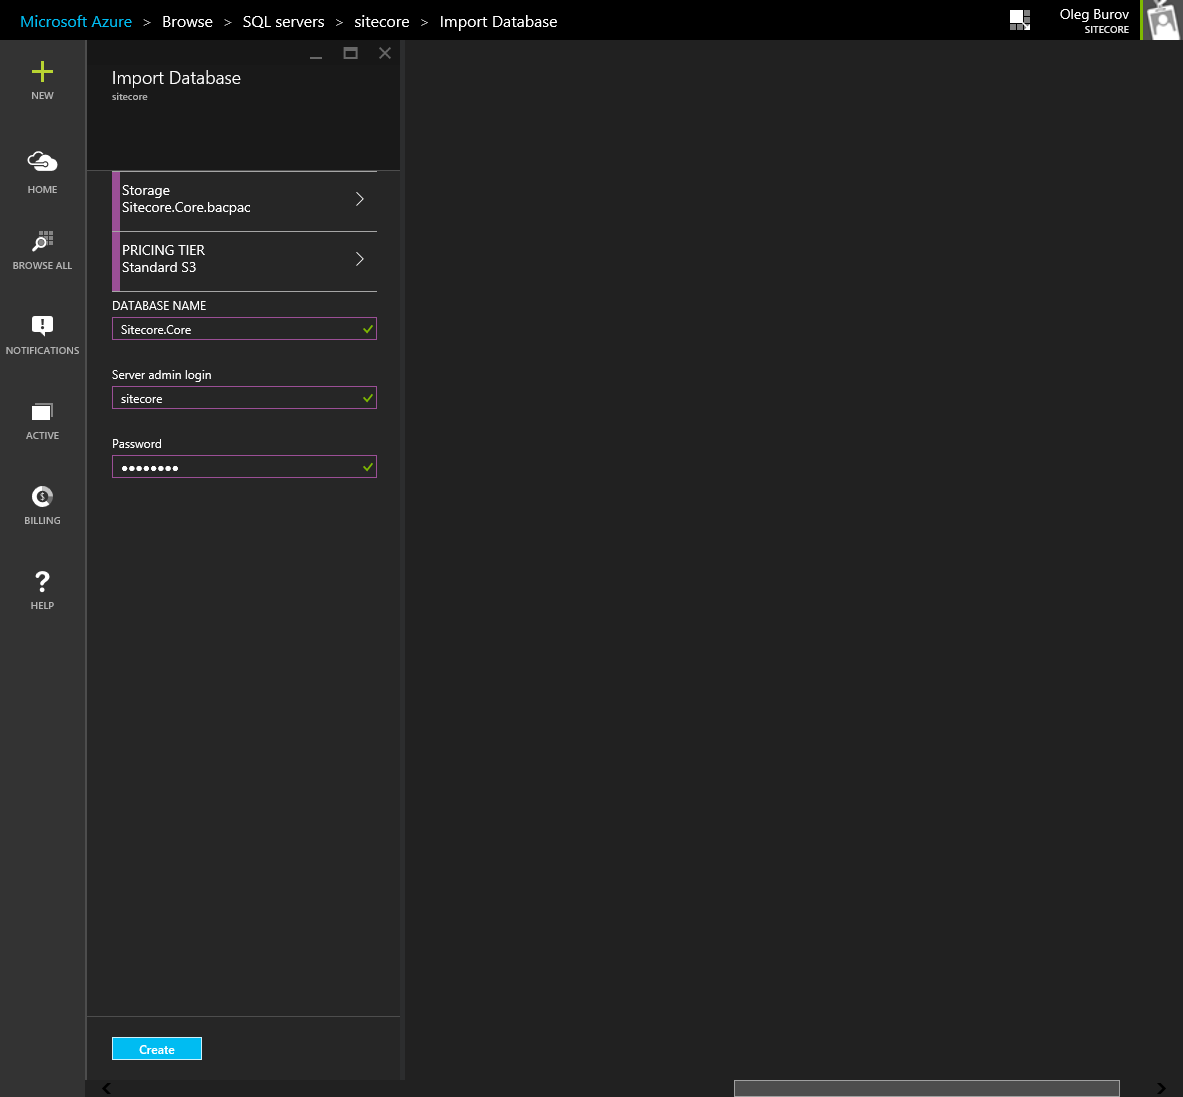 Microsoft Azure > Browse > SQL servers > sitecore > Import Database
Oleg Burov
SITECORE
NEW
HOME
BROWSE ALL
NOTIFICATIONS
ACTIVE
BILLING
HELP
Import Database
sitecore
Storage
Sitecore.Core.bacpac
PRICING TIER
Standard S3
DATABASE NAME
Sitecore.Core
Server admin login
sitecore
Password
••••••••
Create